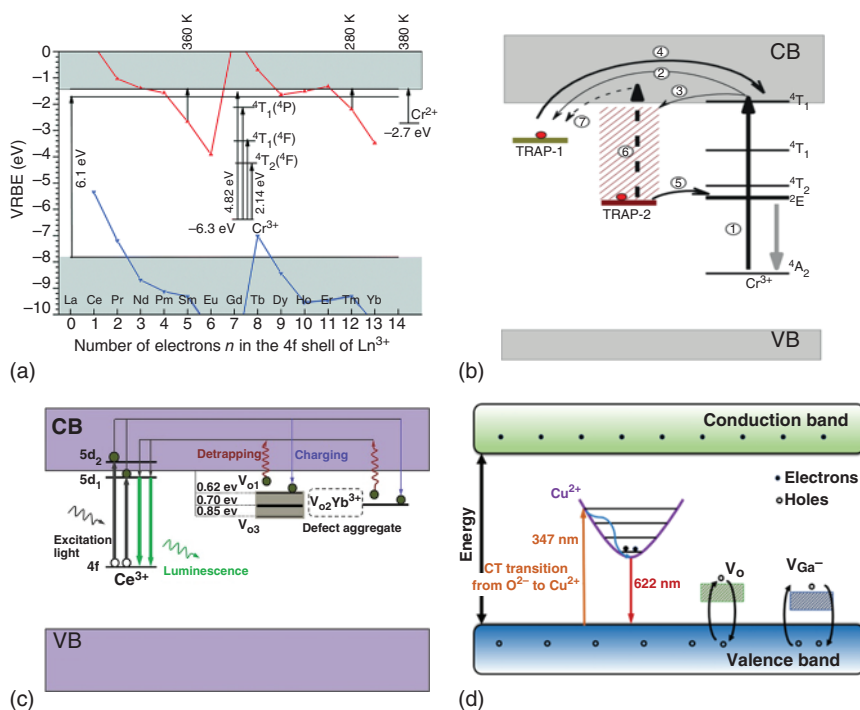 360 K
280
380 K
0
−1
−2
−3
−4
−5
−6
−7
−8
−9
−10
VRBE (eV)
6.1 eV
⁴T₁(⁴P)
⁴T₁(⁴F)
⁴T₂(⁴F)
4.82 eV
2.14 eV
−6.3 eV
Cr³⁺
Cr²⁺
−2.7 eV
La Ce Pr Nd Pm Sm Eu Gd Tb Dy Ho Er Tm Yb
0 1 2 3 4 5 6 7 8 9 10 11 12 13 14
Number of electrons n in the 4f shell of Ln³⁺
(a)
CB
④
②
③
⑦
⑥
⑤
①
TRAP-1
TRAP-2
⁴T₁
⁴T₁
⁴T₂
²E
⁴A₂
Cr³⁺
VB
(b)
CB
5d₂
5d₁
Detrapping
Charging
V₀₁
0.62 ev
0.70 ev
0.85 ev
V₀₃
V₀₂Yb³⁺
Defect aggregate
Excitation
light
4f
Ce³⁺
Luminescence
VB
(c)
Conduction band
Electrons
Holes
Energy
Cu²⁺
347 nm
CT transition
from O²⁻ to Cu²⁺
622 nm
Vₒ
V_Ga⁻
Valence band
(d)